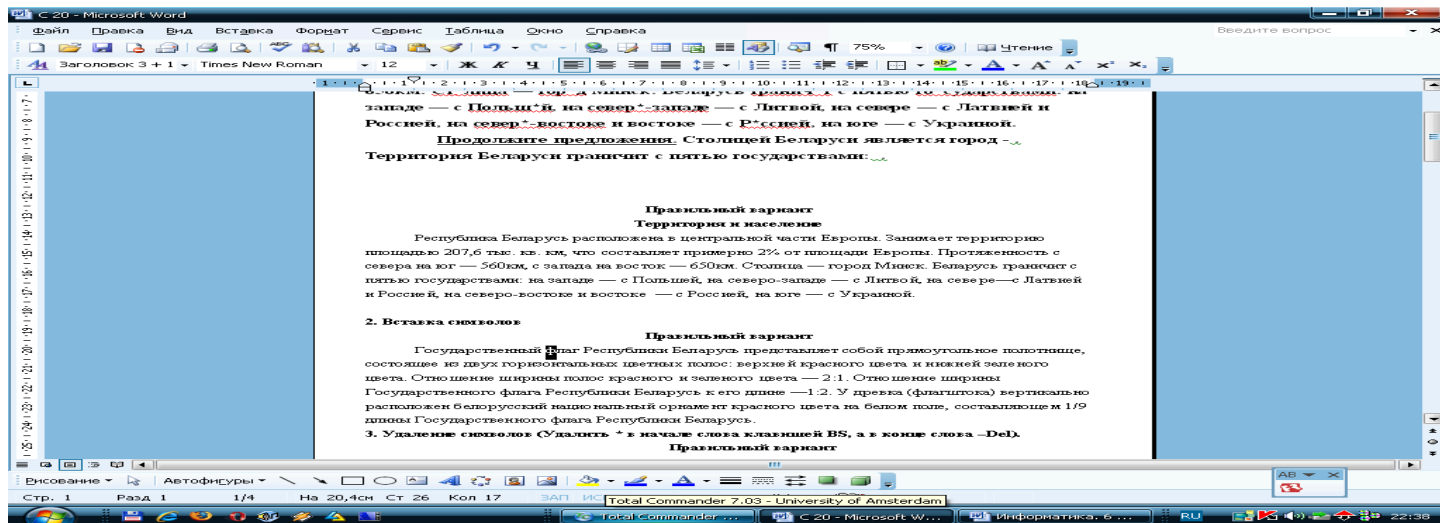 С 20 - Microsoft Word
Файл Правка Вид Вставка Формат Сервис Таблица Окно Справка Введите вопрос
75% Чтение
Заголовок 3 + 1 Times New Roman 12 Ж К Ч
западе — с Польш*й, на север*-западе — с Литвой, на севере — с Латвией и
Россией, на север*-востоке и востоке — с Р*ссией, на юге — с Украиной.
Продолжите предложения. Столицей Беларуси является город -
Территория Беларуси граничит с пятью государствами:
Правильный вариант
Территория и население
Республика Беларусь расположена в центральной части Европы. Занимает территорию
площадью 207,6 тыс. кв. км, что составляет примерно 2% от площади Европы. Протяженность с
севера на юг — 560км, с запада на восток — 650км. Столица — город Минск. Беларусь граничит с
пятью государствами: на западе — с Польшей, на северо-западе — с Литвой, на севере—с Латвией
и Россией, на северо-востоке и востоке — с Россией, на юге — с Украиной.
2. Вставка символов
Правильный вариант
Государственный флаг Республики Беларусь представляет собой прямоугольное полотнище,
состоящее из двух горизонтальных цветных полос: верхней красного цвета и нижней зеленого
цвета. Отношение ширины полос красного и зеленого цвета — 2:1. Отношение ширины
Государственного флага Республики Беларусь к его длине —1:2. У древка (флагштока) вертикально
расположен белорусский национальный орнамент красного цвета на белом поле, составляющем 1/9
длины Государственного флага Республики Беларусь.
3. Удаление символов (Удалить * в начале слова клавишей BS, а в конце слова –Del).
Правильный вариант
Рисование Автофигуры
АВ
Стр. 1 Разд 1 1/4 На 20,4см Ст 26 Кол 17 ЗАП
Total Commander 7.03 - University of Amsterdam
Total Commander ... С 20 - Microsoft W... Информатика. 6 ... RU 22:38